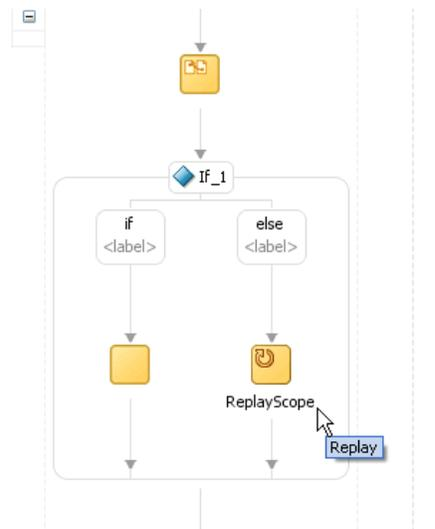 If_1
if
<label>
else
<label>
ReplayScope
Replay